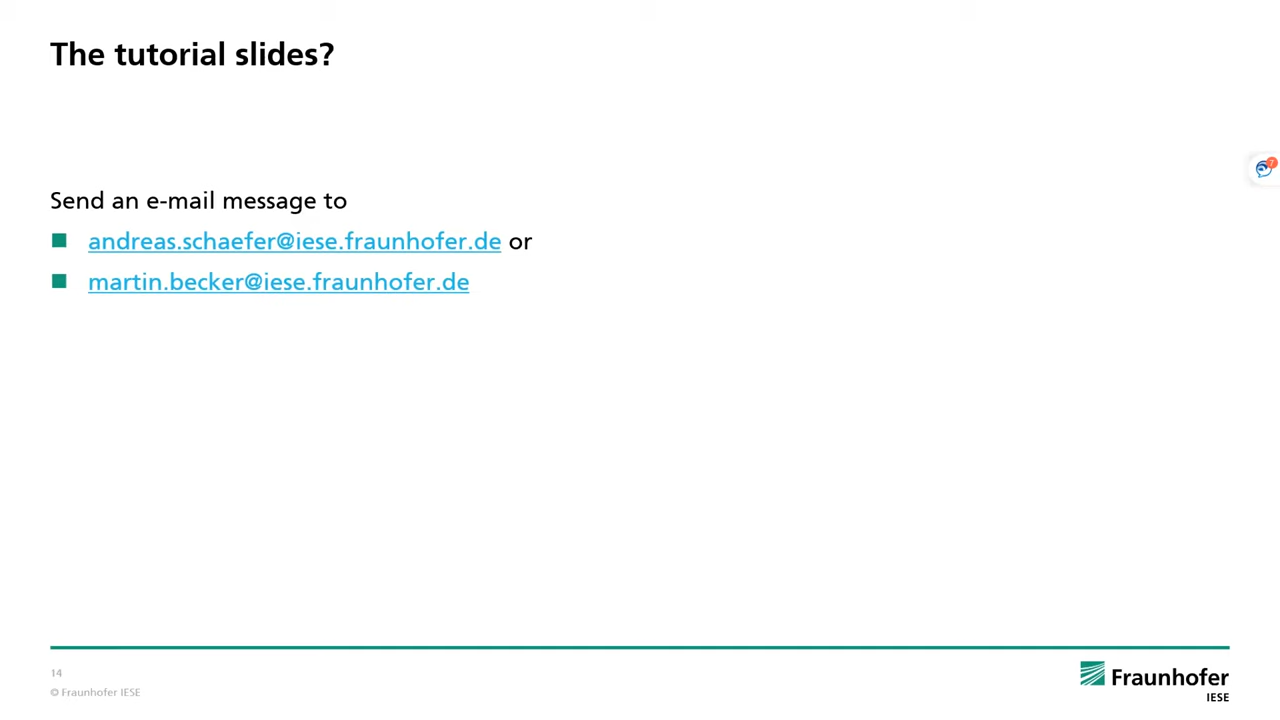 The tutorial slides?
Send an e-mail message to
andreas.schaefer@iese.fraunhofer.de or
martin.becker@iese.fraunhofer.de
7
14
© Fraunhofer IESE
Fraunhofer
IESE